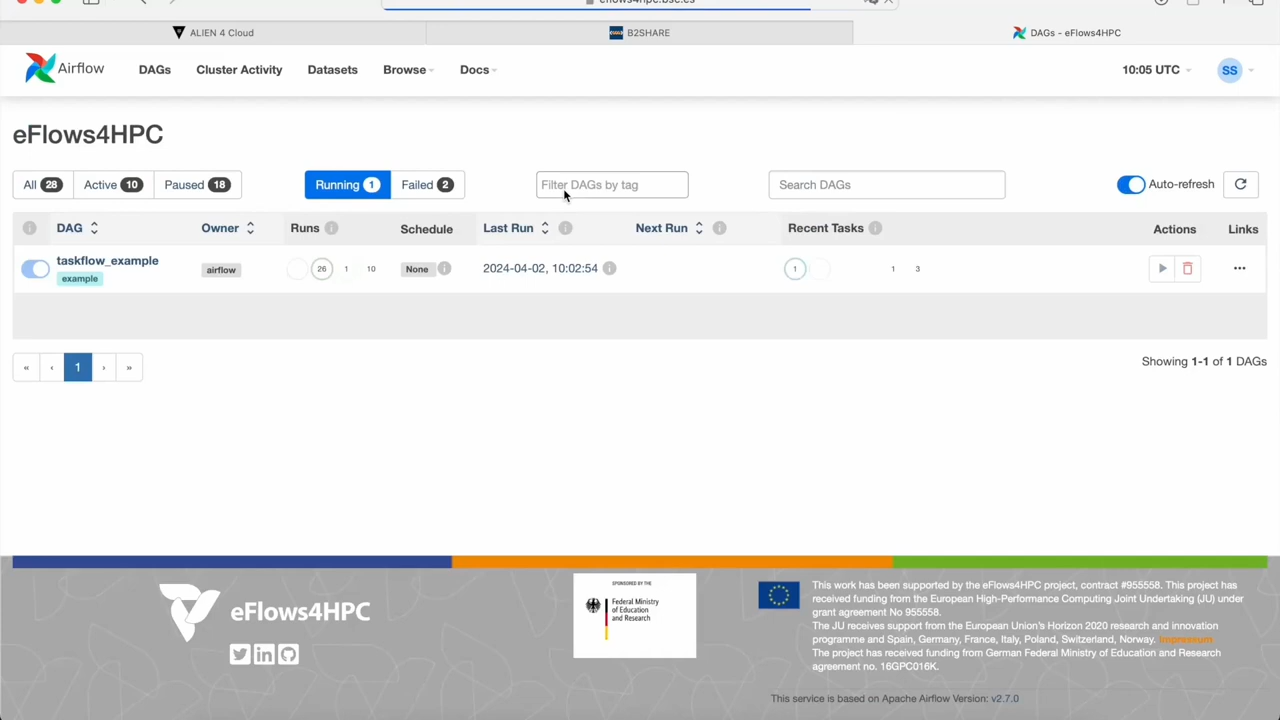 eflows4hpc.bsc.es
ALIEN 4 Cloud
B2SHARE
DAGs - eFlows4HPC
Airflow
DAGs
Cluster Activity
Datasets
Browse
Docs
10:05 UTC
SS
eFlows4HPC
All 28
Active 10
Paused 18
Running 1
Failed 2
Filter DAGs by tag
Search DAGs
Auto-refresh
DAG
Owner
Runs
Schedule
Last Run
Next Run
Recent Tasks
Actions
Links
taskflow_example
example
airflow
26
1
10
None
2024-04-02, 10:02:54
1
1
3
«
‹
1
›
»
Showing 1-1 of 1 DAGs
eFlows4HPC
SPONSORED BY THE
Federal Ministry
of Education
and Research
This work has been supported by the eFlows4HPC project, contract #955558. This project has
received funding from the European High-Performance Computing Joint Undertaking (JU) under
grant agreement No 955558.
The JU receives support from the European Union's Horizon 2020 research and innovation
programme and Spain, Germany, France, Italy, Poland, Switzerland, Norway. Impressum
The project has received funding from German Federal Ministry of Education and Research
agreement no. 16GPC016K.
This service is based on Apache Airflow Version: v2.7.0